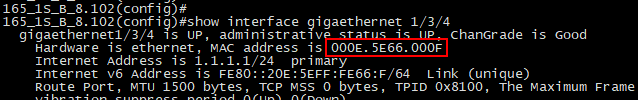 165_1S_B_8.102(config)#
165_1S_B_8.102(config)#show interface gigaethernet 1/3/4
gigaethernet1/3/4 is UP, administrative status is UP, ChanGrade is Good
Hardware is ethernet, MAC address is 000E.5E66.000F
Internet Address is 1.1.1.1/24 primary
Internet v6 Address is FE80::20E:5EFF:FE66:F/64 Link (unique)
Route Port, MTU 1500 bytes, TCP MSS 0 bytes, TPID 0x8100, The Maximum Frame
vibration suppress period 0(Up) 0(Down)